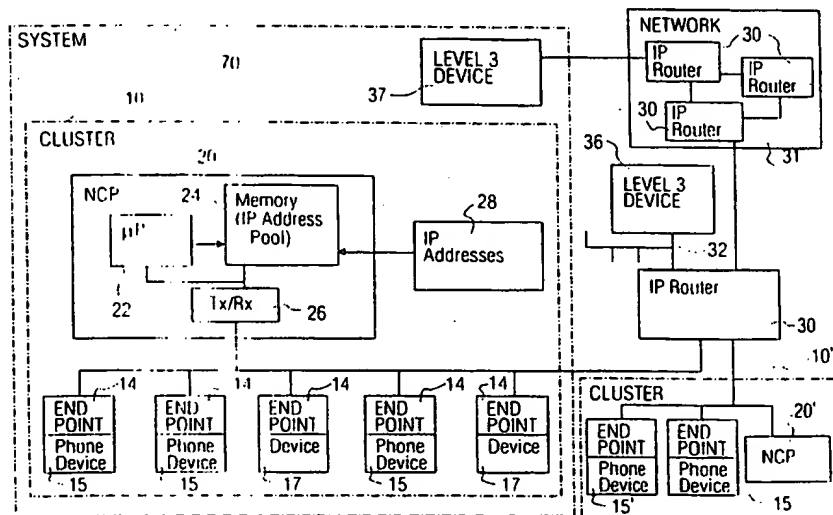 SYSTEM
70
LEVEL 3
DEVICE
37
NETWORK
30
IP
Router
IP
Router
30
IP
Router
31
10
CLUSTER
20
NCP
24
Memory
(IP Address
Pool)
μP
22
Tx/Rx
26
28
IP
Addresses
36
LEVEL 3
DEVICE
32
IP Router
30
10'
14
END
POINT
Phone
Device
15
14
END
POINT
Phone
Device
15
14
END
POINT
Device
17
14
END
POINT
Phone
Device
15
14
END
POINT
Device
17
CLUSTER
20'
END
POINT
Phone
Device
15'
END
POINT
Phone
Device
15
NCP